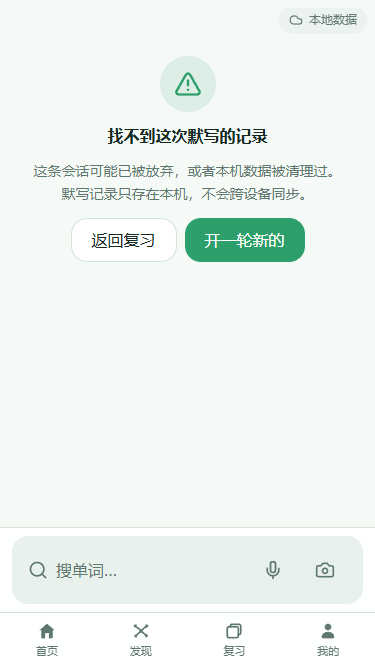 本地数据
找不到这次默写的记录
这条会话可能已被放弃，或者本机数据被清理过。
默写记录只存在本机，不会跨设备同步。
返回复习
开一轮新的
搜单词...
首页
发现
复习
我的